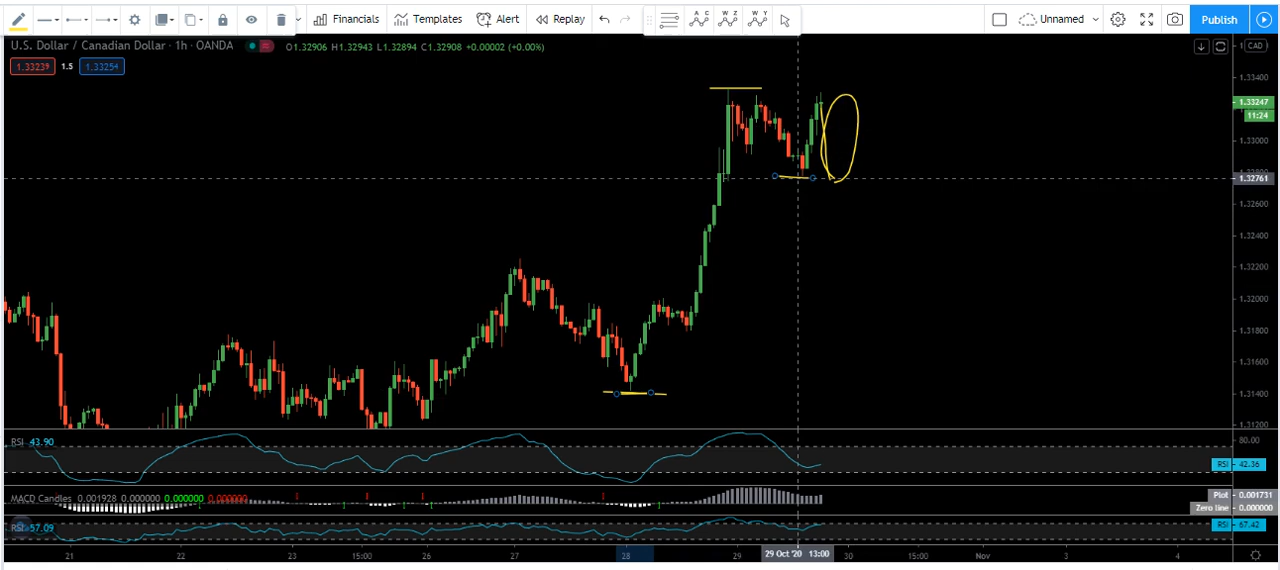 Financials Templates Alert Replay A C W Z W Y Unnamed Publish
U.S. Dollar / Canadian Dollar · 1h · OANDA O1.32906 H1.32943 L1.32894 C1.32908 +0.00002 (+0.00%) CAD
1.33239 1.5 1.33254
1.33400
1.33247
11:24
1.33000
1.32761
1.32600
1.32400
1.32200
1.32000
1.31800
1.31600
1.31400
1.31200
RSI 43.90 80.00
RSI 42.36
MACD Candles 0.001928 0.000000 0.000000 0.000000 Plot 0.001731
Zero line 0.000000
RSI 57.09 RSI 67.42
21 22 23 15:00 26 27 28 29 29 Oct '20 13:00 30 15:00 Nov 3 4